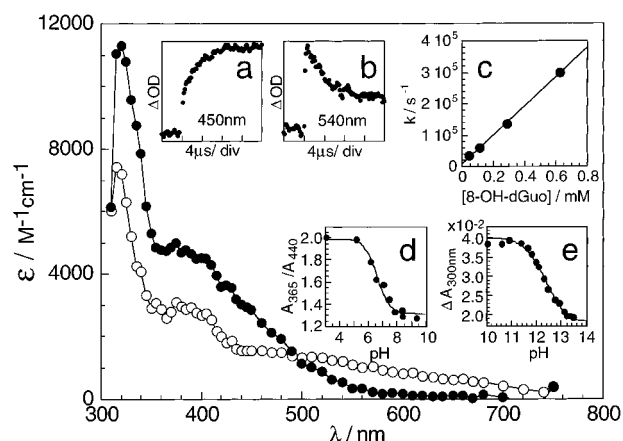 12000
8000
4000
0
ε / M⁻¹cm⁻¹
300 400 500 600 700 800
λ / nm
a
ΔOD
450nm
4μs/ div
b
ΔOD
540nm
4μs/ div
c
4 10⁵
3 10⁵
2 10⁵
1 10⁵
0
k / s⁻¹
0.0 0.2 0.4 0.6 0.8
[8-OH-dGuo] / mM
d
2.0
1.8
1.6
1.4
1.2
A₃₆₅/A₄₄₀
4 6 8 10
pH
e
x10⁻²
4.0
3.5
3.0
2.5
2.0
ΔA₃₀₀ₙₘ
10 11 12 13 14
pH